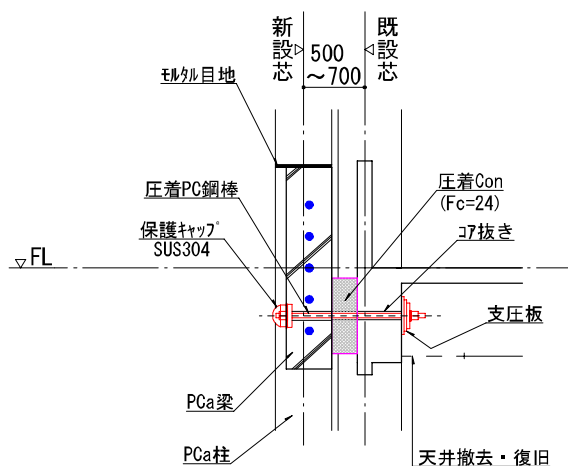 新設芯
既設芯
500
～700
ﾓﾙﾀﾙ目地
圧着PC鋼棒
圧着Con
(Fc=24)
保護ｷｬｯﾌﾟ
SUS304
ｺｱ抜き
FL
支圧板
PCa梁
PCa柱
天井撤去・復旧